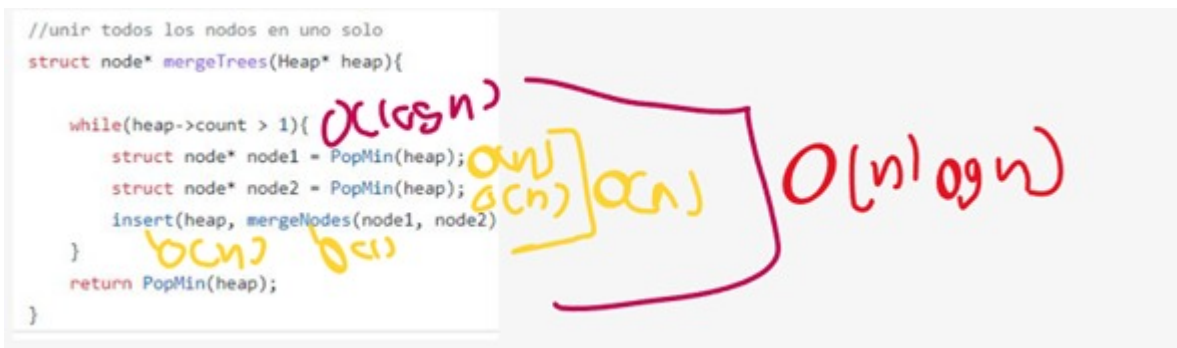 //unir todos los nodos en uno solo
struct node* mergeTrees(Heap* heap){
while(heap->count > 1){ O(logn)
struct node* node1 = PopMin(heap); O(n)
struct node* node2 = PopMin(heap); O(n) O(n)
insert(heap, mergeNodes(node1, node2)
} O(n) O(1)
return PopMin(heap);
}
O(nlogn)